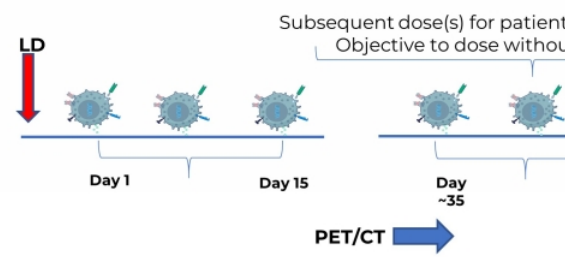 Subsequent dose(s) for patient
Objective to dose withou
LD
Day 1
Day 15
Day
~35
PET/CT